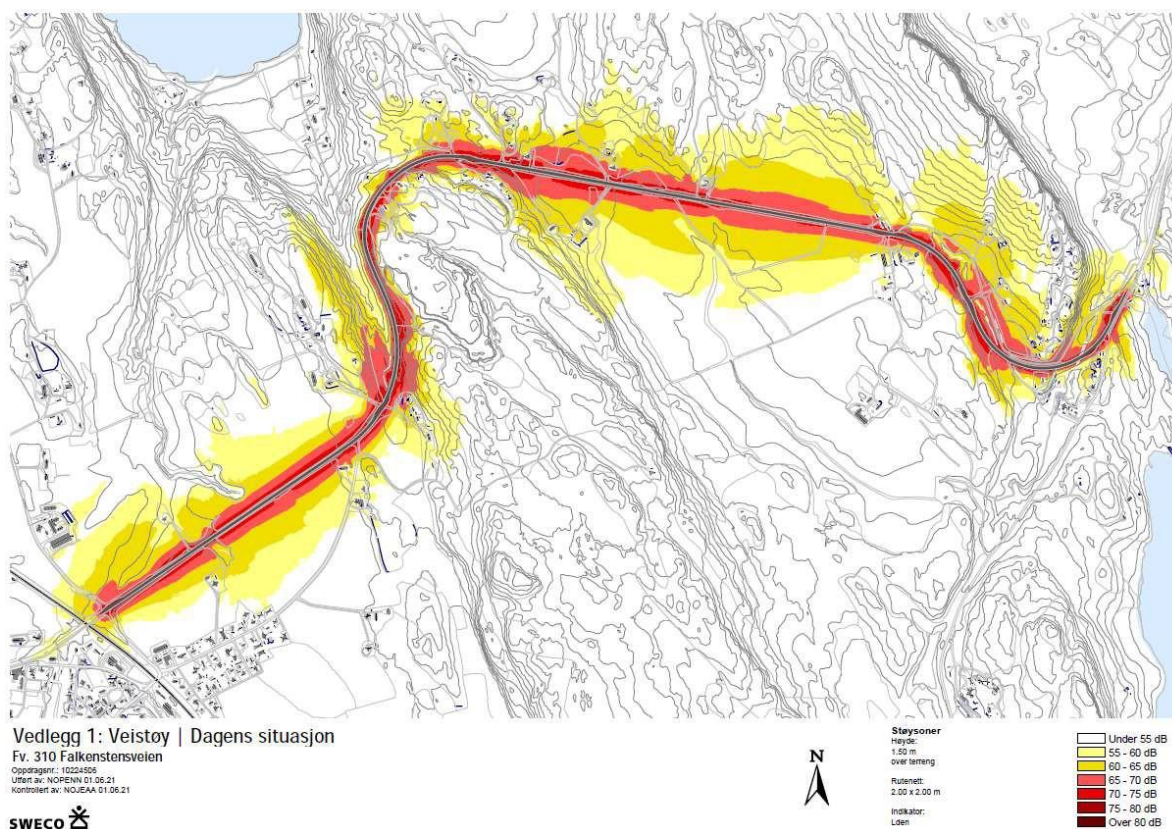 Vedlegg 1: Veistøy | Dagens situasjon
Fv. 310 Falkenstensveien
Oppdragsnr.: 10224506
Utført av: NOPENN 01.06.21
Kontrollert av: NOJEAA 01.06.21
SWECO
N
Støysoner
Høyde:
1.50 m
over terreng
Rutenett:
2.00 x 2.00 m
Indikator:
Lden
Under 55 dB
55 - 60 dB
60 - 65 dB
65 - 70 dB
70 - 75 dB
75 - 80 dB
Over 80 dB